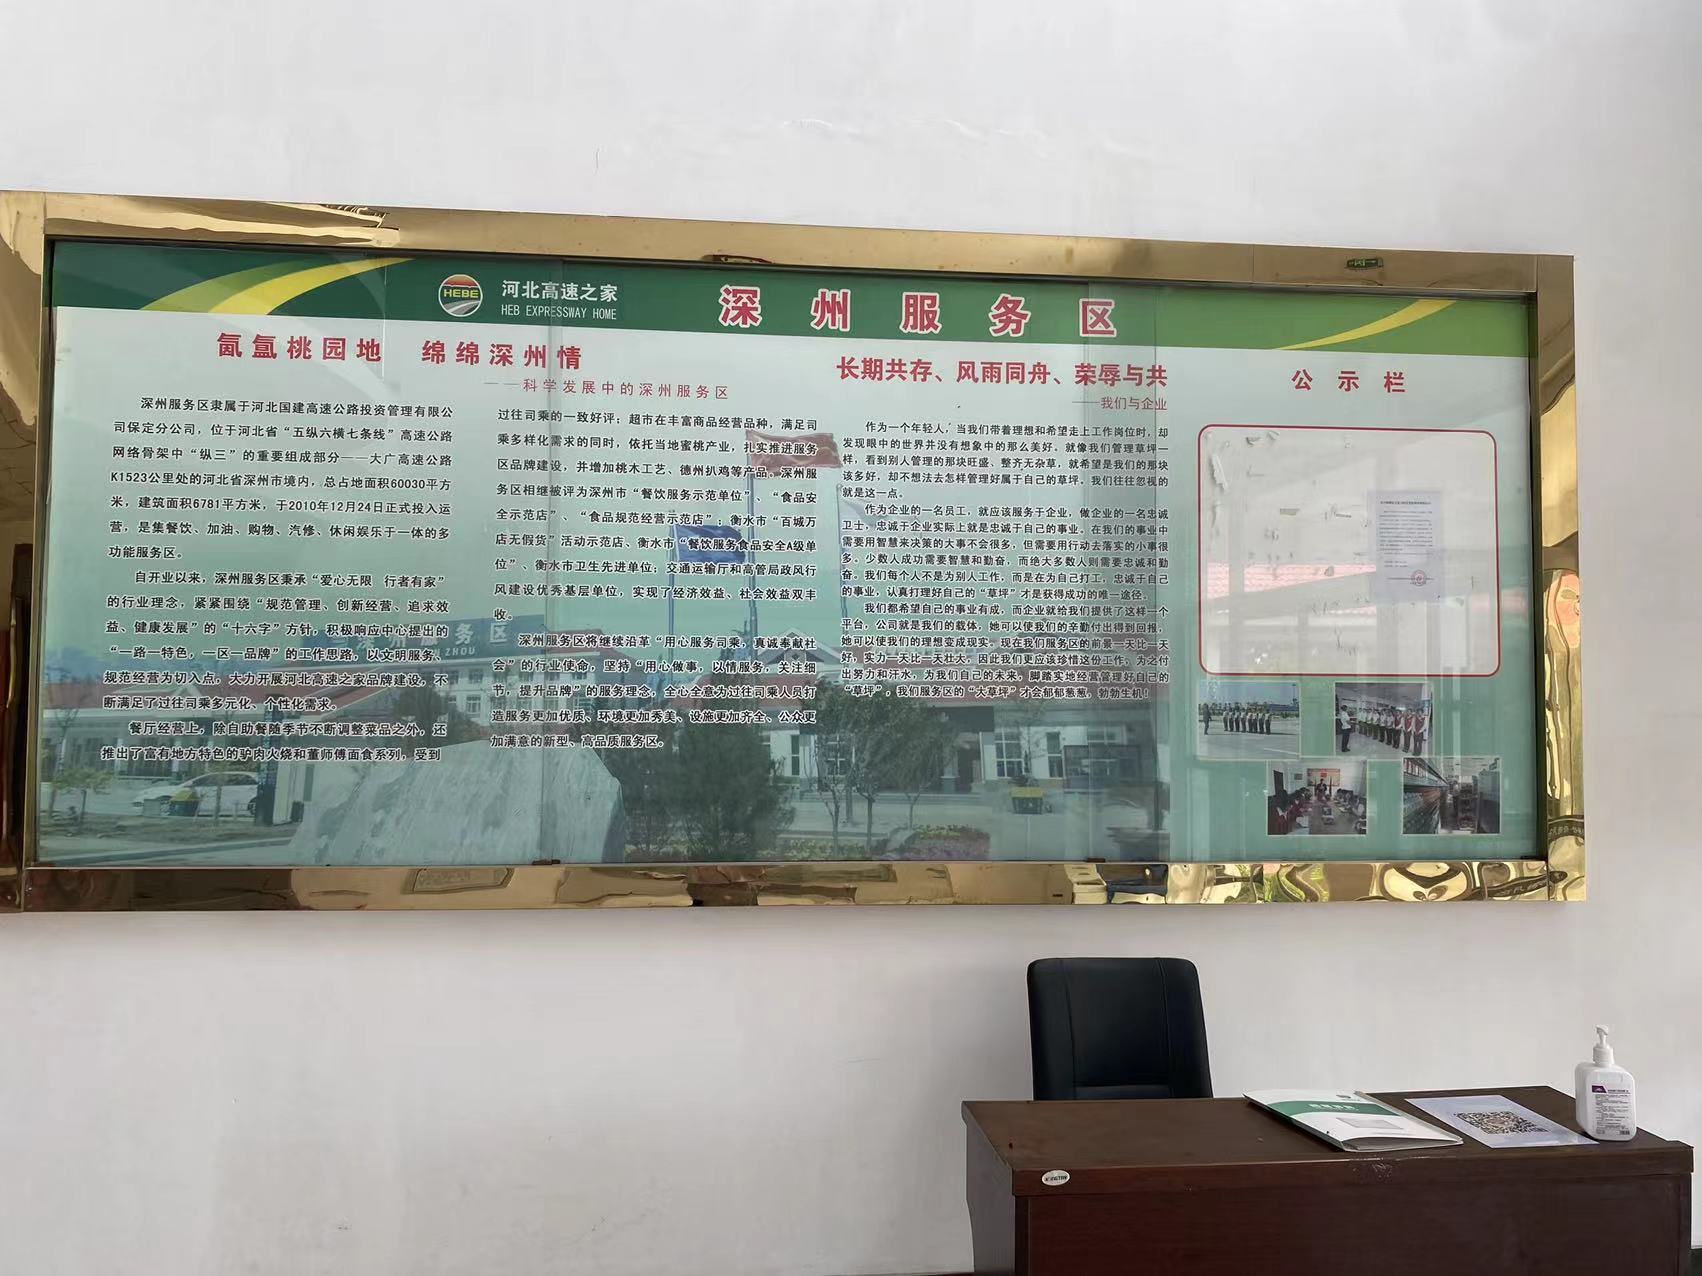 HEBE
河北高速之家
HEB EXPRESSWAY HOME
深州服务区
氤氲桃园地 绵绵深州情
——科学发展中的深州服务区
深州服务区隶属于河北国建高速公路投资管理有限公
司保定分公司，位于河北省“五纵六横七条线”高速公路
网络骨架中“纵三”的重要组成部分——大广高速公路
K1523公里处的河北省深州市境内，总占地面积60030平方
米，建筑面积6781平方米，于2010年12月24日正式投入运
营，是集餐饮、加油、购物、汽修、休闲娱乐于一体的多
功能服务区。
自开业以来，深州服务区秉承“爱心无限 行者有家”
的行业理念，紧紧围绕“规范管理、创新经营、追求效
益、健康发展”的“十六字”方针，积极响应中心提出的
“一路一特色，一区一品牌”的工作思路，以文明服务、
规范经营为切入点，大力开展河北高速之家品牌建设，不
断满足了过往司乘多元化、个性化需求。
餐厅经营上，除自助餐随季节不断调整菜品之外，还
推出了富有地方特色的驴肉火烧和董师傅面食系列，受到
过往司乘的一致好评；超市在丰富商品经营品种，满足司
乘多样化需求的同时，依托当地蜜桃产业，扎实推进服务
区品牌建设，并增加桃木工艺、德州扒鸡等产品。深州服
务区相继被评为深州市“餐饮服务示范单位”、“食品安
全示范店”、“食品规范经营示范店”；衡水市“百城万
店无假货”活动示范店、衡水市“餐饮服务食品安全A级单
位”、衡水市卫生先进单位；交通运输厅和高管局政风行
风建设优秀基层单位，实现了经济效益、社会效益双丰
收。
深州服务区将继续沿革“用心服务司乘，真诚奉献社
会”的行业使命，坚持“用心做事，以情服务，关注细
节，提升品牌”的服务理念，全心全意为过往司乘人员打
造服务更加优质、环境更加秀美、设施更加齐全、公众更
加满意的新型、高品质服务区。
长期共存、风雨同舟、荣辱与共
——我们与企业
作为一个年轻人，当我们带着理想和希望走上工作岗位时，却
发现眼中的世界并没有想象中的那么美好。就像我们管理草坪一
样，看到别人管理的那块旺盛、整齐无杂草，就希望是我们的那块
该多好，却不想法去怎样管理好属于自己的草坪。我们往往忽视的
就是这一点。
作为企业的一名员工，就应该服务于企业，做企业的一名忠诚
卫士，忠诚于企业实际上就是忠诚于自己的事业。在我们的事业中
需要用智慧来决策的大事不会很多，但需要用行动去落实的小事很
多。少数人成功需要智慧和勤奋，而绝大多数人则需要忠诚和勤
奋。我们每个人不是为别人工作，而是在为自己打工，忠诚于自己
的事业，认真打理好自己的“草坪”才是获得成功的唯一途径。
我们都希望自己的事业有成，而企业就给我们提供了这样一个
平台，公司就是我们的载体，她可以使我们的辛勤付出得到回报，
她可以使我们的理想变成现实。现在我们服务区的前景一天比一天
好，实力一天比一天壮大，因此我们更应该珍惜这份工作，为之付
出努力和汗水，为我们自己的未来，脚踏实地经营管理好自己的
“草坪”，我们服务区的“大草坪”才会郁郁葱葱，勃勃生机！
公示栏